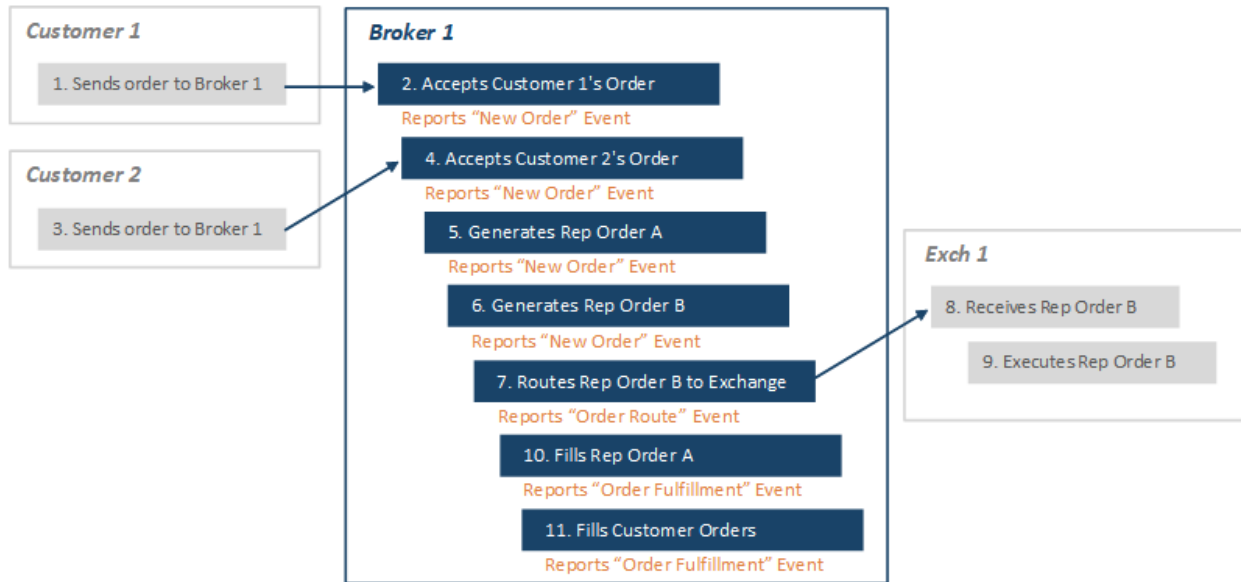 Customer 1
1. Sends order to Broker 1
Customer 2
3. Sends order to Broker 1
Broker 1
2. Accepts Customer 1's Order
Reports “New Order” Event
4. Accepts Customer 2's Order
Reports “New Order” Event
5. Generates Rep Order A
Reports “New Order” Event
6. Generates Rep Order B
Reports “New Order” Event
7. Routes Rep Order B to Exchange
Reports “Order Route” Event
10. Fills Rep Order A
Reports “Order Fulfillment” Event
11. Fills Customer Orders
Reports “Order Fulfillment” Event
Exch 1
8. Receives Rep Order B
9. Executes Rep Order B